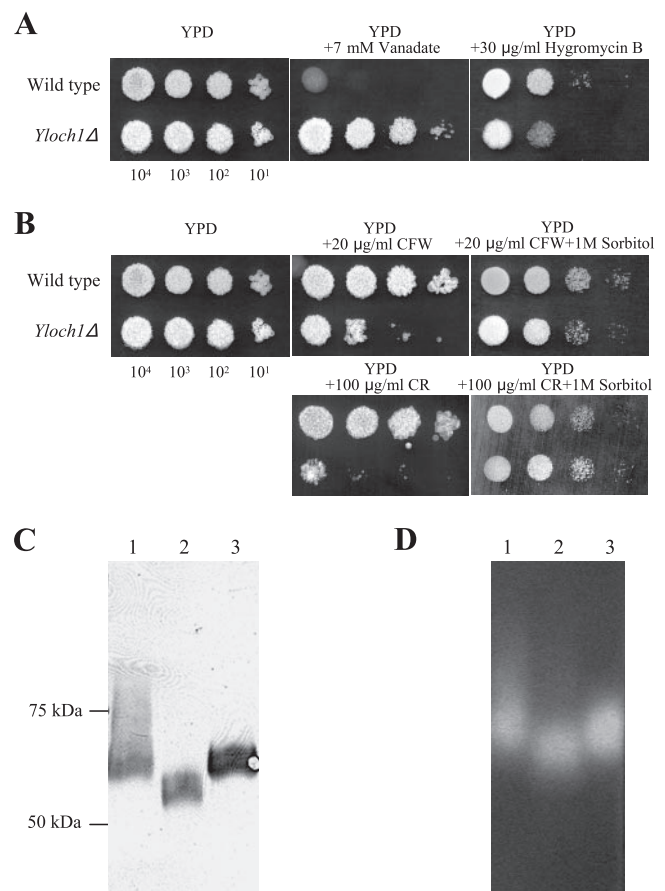 A
YPD
YPD
+7 mM Vanadate
YPD
+30 µg/ml Hygromycin B
Wild type
Yloch1Δ
10⁴ 10³ 10² 10¹
B
YPD
YPD
+20 µg/ml CFW
YPD
+20 µg/ml CFW+1M Sorbitol
Wild type
Yloch1Δ
10⁴ 10³ 10² 10¹
YPD
+100 µg/ml CR
YPD
+100 µg/ml CR+1M Sorbitol
C
1 2 3
75 kDa
50 kDa
D
1 2 3